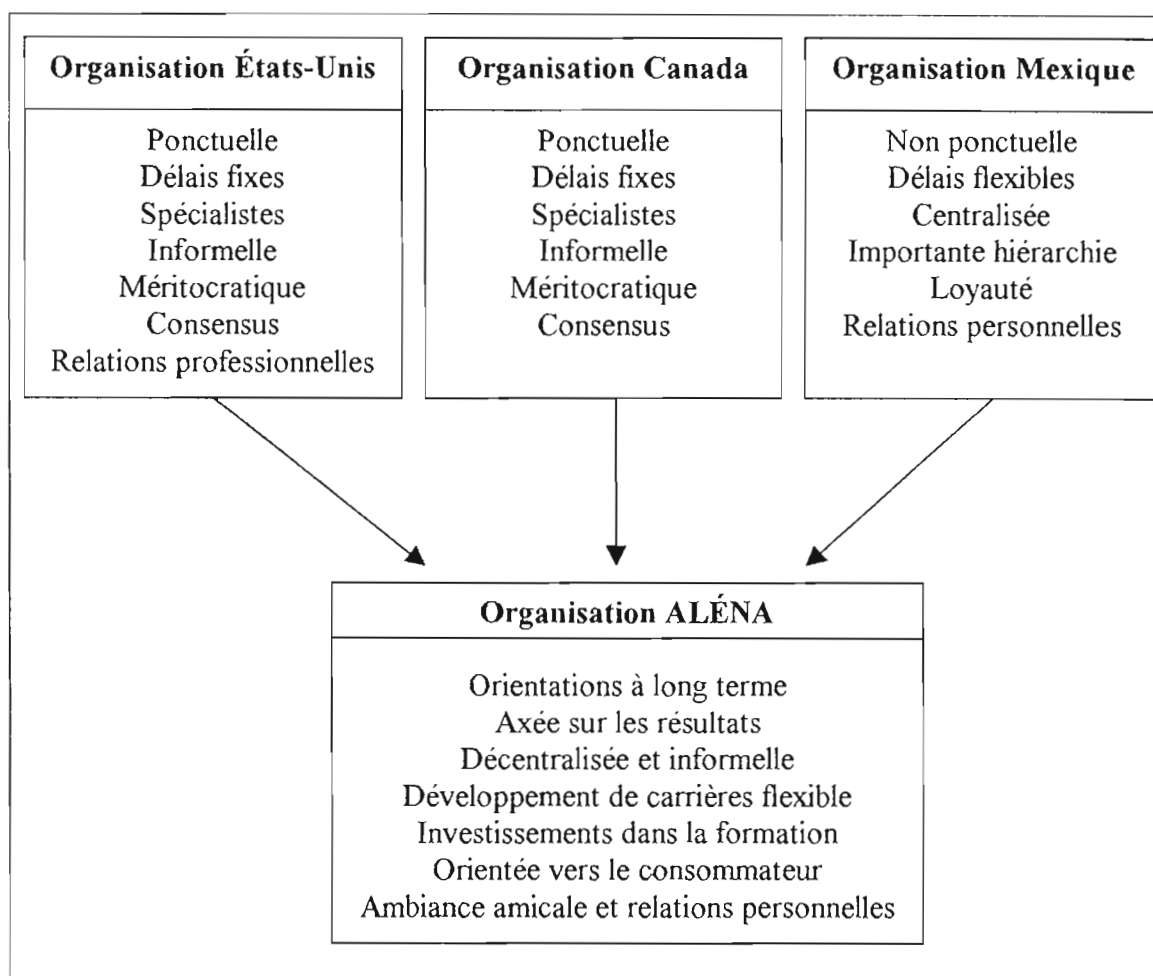 Organisation États-Unis
Ponctuelle
Délais fixes
Spécialistes
Informelle
Méritocratique
Consensus
Relations professionnelles
Organisation Canada
Ponctuelle
Délais fixes
Spécialistes
Informelle
Méritocratique
Consensus
Organisation Mexique
Non ponctuelle
Délais flexibles
Centralisée
Importante hiérarchie
Loyauté
Relations personnelles
Organisation ALÉNA
Orientations à long terme
Axée sur les résultats
Décentralisée et informelle
Développement de carrières flexible
Investissements dans la formation
Orientée vers le consommateur
Ambiance amicale et relations personnelles